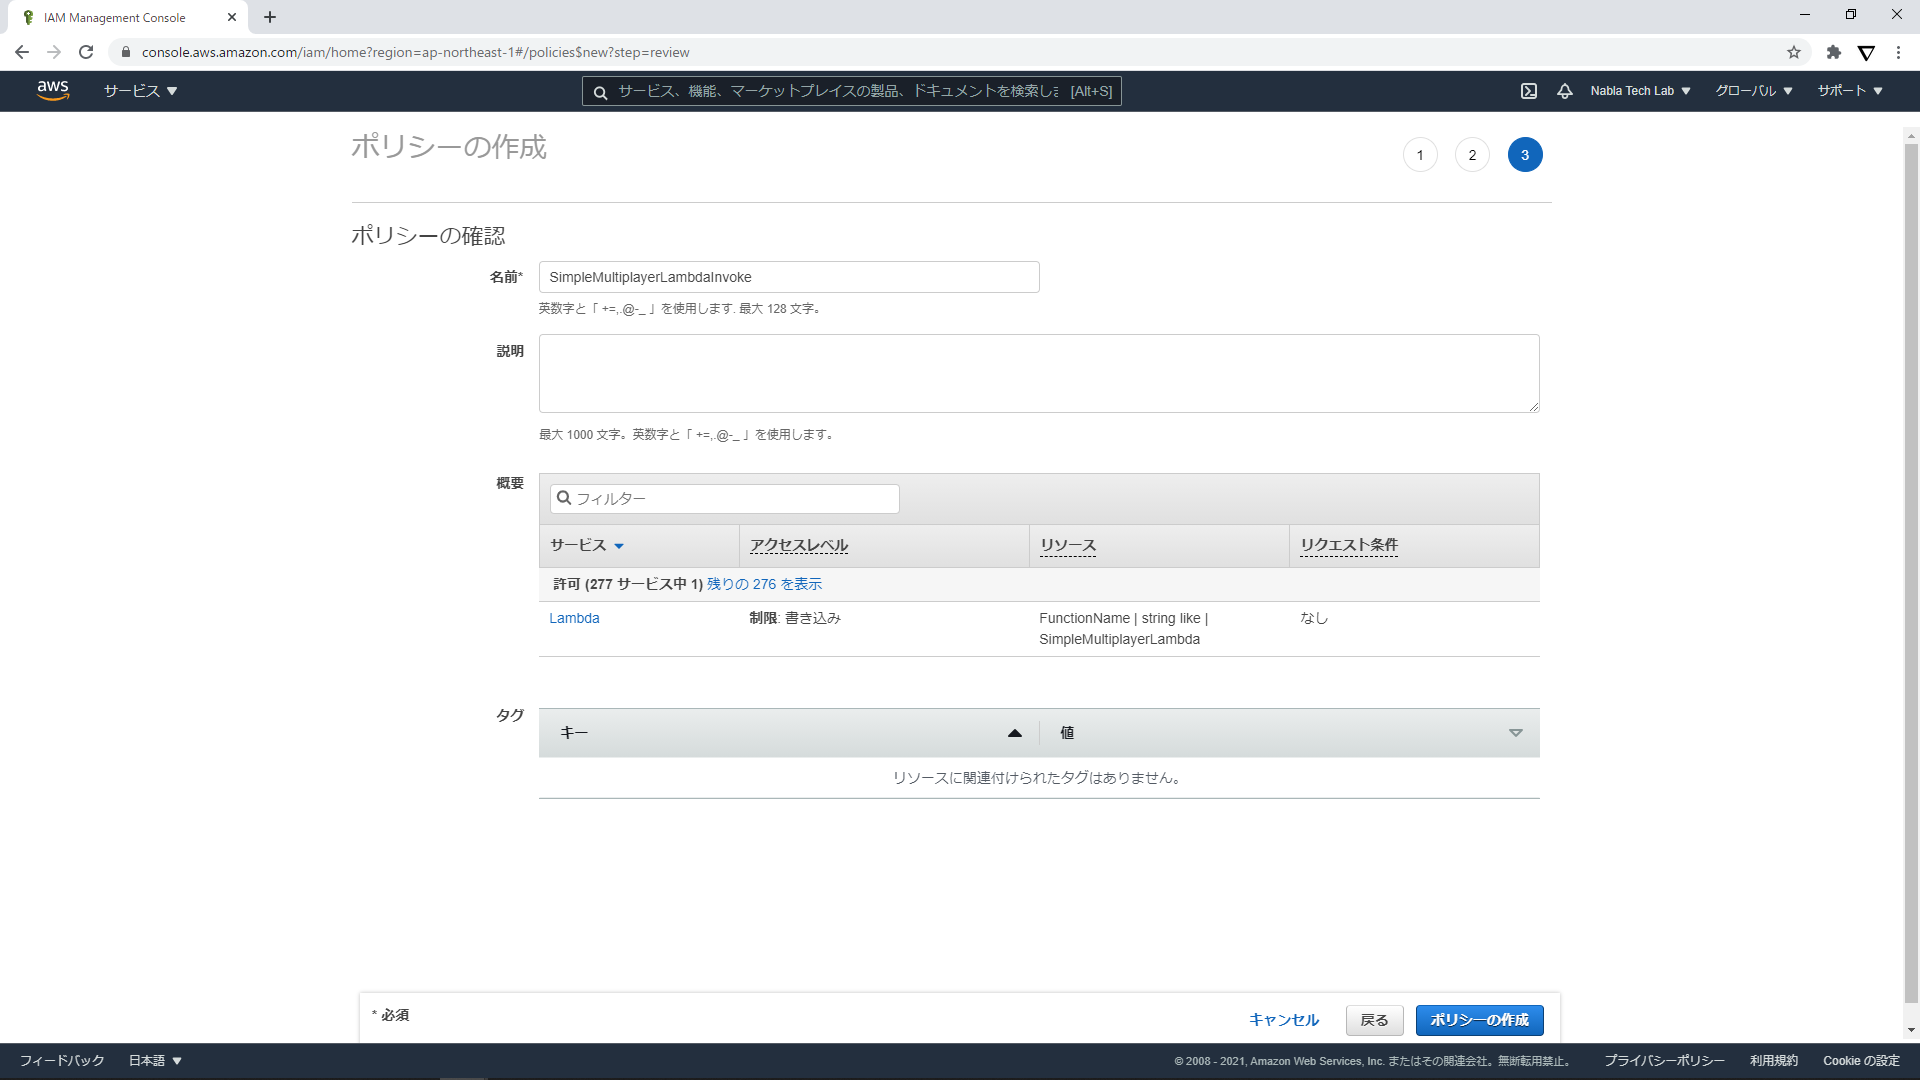 IAM Management Console
console.aws.amazon.com/iam/home?region=ap-northeast-1#/policies$new?step=review
aws
サービス
サービス、機能、マーケットプレイスの製品、ドキュメントを検索しま [Alt+S]
Nabla Tech Lab
グローバル
サポート
ポリシーの作成
1
2
3
ポリシーの確認
名前*
SimpleMultiplayerLambdaInvoke
英数字と「 +=,.@-_ 」を使用します. 最大 128 文字。
説明
最大 1000 文字。英数字と「 +=,.@-_ 」を使用します。
概要
フィルター
サービス
アクセスレベル
リソース
リクエスト条件
許可 (277 サービス中 1) 残りの 276 を表示
Lambda
制限: 書き込み
FunctionName | string like |
SimpleMultiplayerLambda
なし
タグ
キー
値
リソースに関連付けられたタグはありません。
* 必須
キャンセル
戻る
ポリシーの作成
フィードバック
日本語
© 2008 - 2021, Amazon Web Services, Inc. またはその関連会社。無断転用禁止。
プライバシーポリシー
利用規約
Cookie の設定